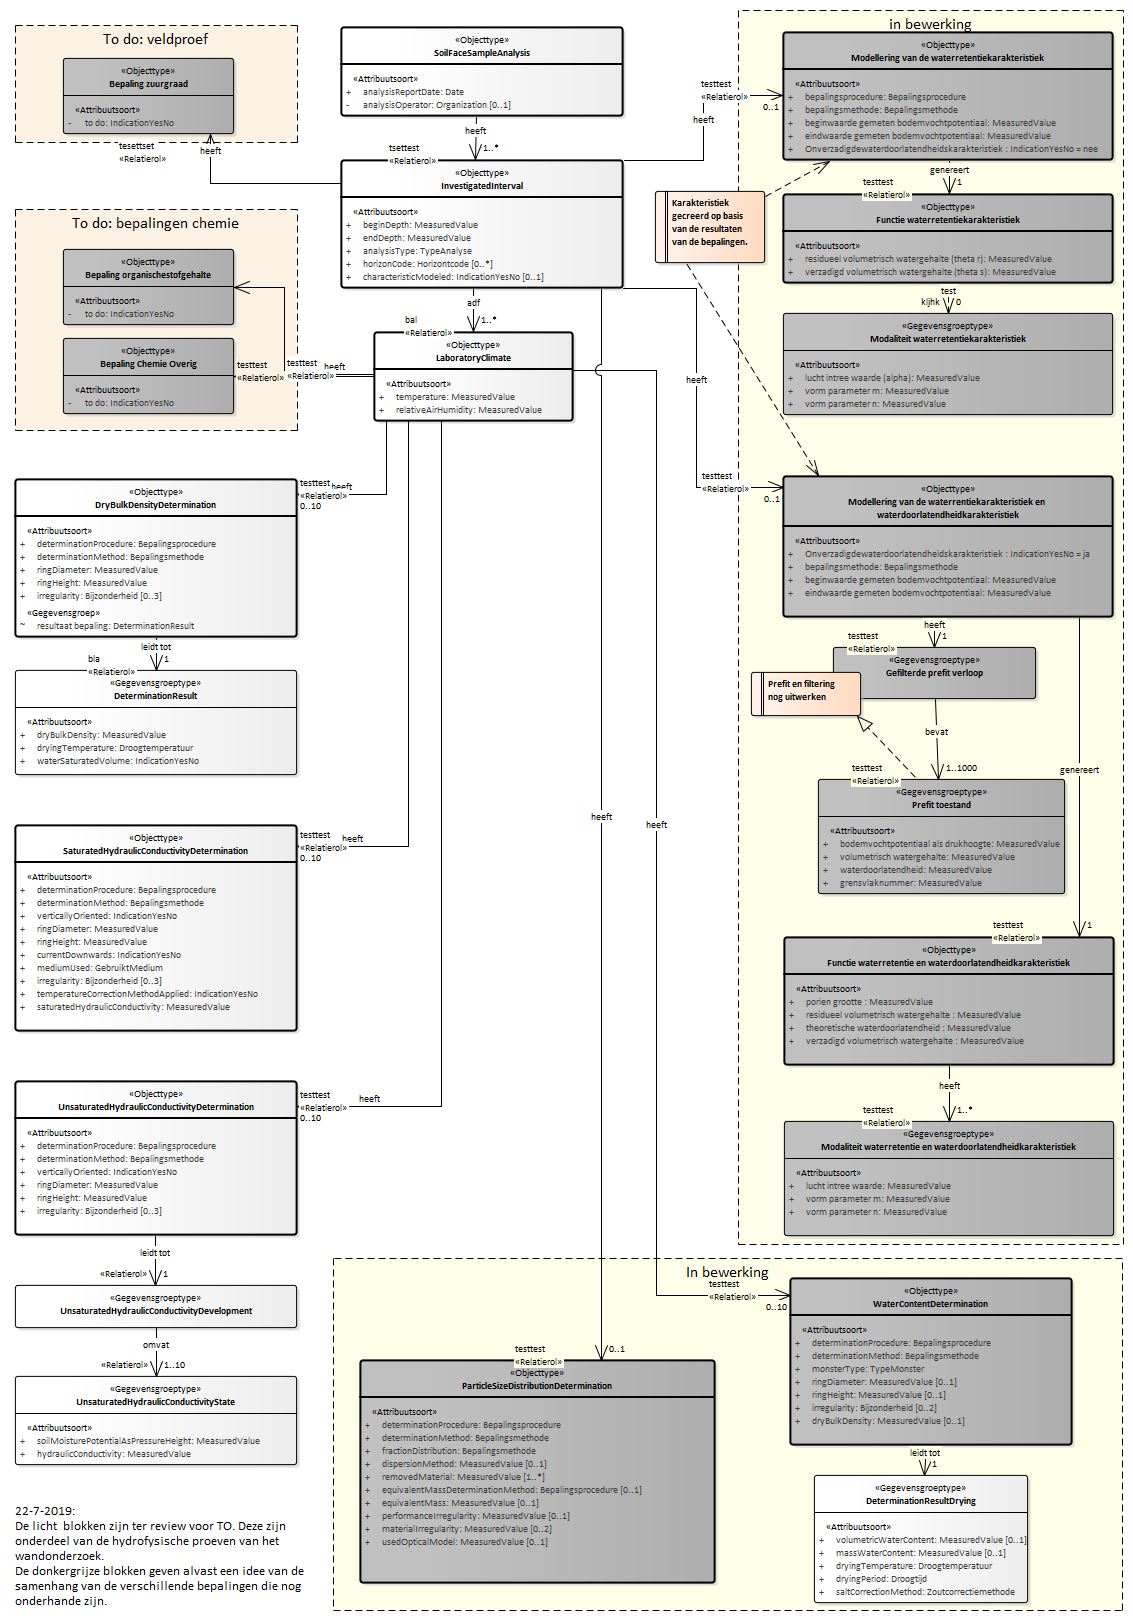 To do: veldproef
«Objecttype»
Bepaling zuurgraad
«Attribuutsoort»
- to do: IndicationYesNo
tesettset
«Relatierol»
heeft
«Objecttype»
SoilFaceSampleAnalysis
«Attribuutsoort»
+ analysisReportDate: Date
- analysisOperator: Organization [0..1]
heeft
1..*
tsettest
«Relatierol»
«Objecttype»
InvestigatedInterval
«Attribuutsoort»
+ beginDepth: MeasuredValue
+ endDepth: MeasuredValue
+ analysisType: TypeAnalyse
+ horizonCode: Horizontcode [0..*]
+ characteristicModeled: IndicationYesNo [0..1]
adf
1..*
bal
«Relatierol»
«Objecttype»
LaboratoryClimate
«Attribuutsoort»
+ temperature: MeasuredValue
+ relativeAirHumidity: MeasuredValue
To do: bepalingen chemie
«Objecttype»
Bepaling organischestofgehalte
«Attribuutsoort»
- to do: IndicationYesNo
«Objecttype»
Bepaling Chemie Overig
«Attribuutsoort»
- to do: IndicationYesNo
testtest
«Relatierol»
testtest
«Relatierol»
heeft
«Objecttype»
DryBulkDensityDetermination
«Attribuutsoort»
+ determinationProcedure: Bepalingsprocedure
+ determinationMethod: Bepalingsmethode
+ ringDiameter: MeasuredValue
+ ringHeight: MeasuredValue
+ irregularity: Bijzonderheid [0..3]
«Gegevensgroep»
~ resultaat bepaling: DeterminationResult
testtest
heeft
«Relatierol»
0..10
leidt tot
1
bla
«Relatierol»
«Gegevensgroeptype»
DeterminationResult
«Attribuutsoort»
+ dryBulkDensity: MeasuredValue
+ dryingTemperature: Droogtemperatuur
+ waterSaturatedVolume: IndicationYesNo
«Objecttype»
SaturatedHydraulicConductivityDetermination
«Attribuutsoort»
+ determinationProcedure: Bepalingsprocedure
+ determinationMethod: Bepalingsmethode
+ verticallyOriented: IndicationYesNo
+ ringDiameter: MeasuredValue
+ ringHeight: MeasuredValue
+ currentDownwards: IndicationYesNo
+ mediumUsed: GebruiktMedium
+ irregularity: Bijzonderheid [0..3]
+ temperatureCorrectionMethodApplied: IndicationYesNo
+ saturatedHydraulicConductivity: MeasuredValue
testtest
heeft
«Relatierol»
0..10
«Objecttype»
UnsaturatedHydraulicConductivityDetermination
«Attribuutsoort»
+ determinationProcedure: Bepalingsprocedure
+ determinationMethod: Bepalingsmethode
+ verticallyOriented: IndicationYesNo
+ ringDiameter: MeasuredValue
+ ringHeight: MeasuredValue
+ irregularity: Bijzonderheid [0..3]
testtest
heeft
«Relatierol»
0..10
leidt tot
«Relatierol»
1
«Gegevensgroeptype»
UnsaturatedHydraulicConductivityDevelopment
omvat
«Relatierol»
1..10
«Gegevensgroeptype»
UnsaturatedHydraulicConductivityState
«Attribuutsoort»
+ soilMoisturePotentialAsPressureHeight: MeasuredValue
+ hydraulicConductivity: MeasuredValue
22-7-2019:
De licht blokken zijn ter review voor TO. Deze zijn
onderdeel van de hydrofysische proeven van het
wandonderzoek.
De donkergrijze blokken geven alvast een idee van de
samenhang van de verschillende bepalingen die nog
onderhande zijn.
in bewerking
testtest
«Relatierol»
0..1
heeft
«Objecttype»
Modellering van de waterretentiekarakteristiek
«Attribuutsoort»
+ bepalingsprocedure: Bepalingsprocedure
+ bepalingsmethode: Bepalingsmethode
+ beginwaarde gemeten bodemvochtpotentiaal: MeasuredValue
+ eindwaarde gemeten bodemvochtpotentiaal: MeasuredValue
+ Onverzadigdewaterdoorlatendheidskarakteristiek : IndicationYesNo = nee
genereert
testtest
1
«Relatierol»
«Objecttype»
Functie waterretentiekarakteristiek
«Attribuutsoort»
+ residueel volumetrisch watergehalte (theta r): MeasuredValue
+ verzadigd volumetrisch watergehalte (theta s): MeasuredValue
test
kljhk
0
«Gegevensgroeptype»
Modaliteit waterretentiekarakteristiek
«Attribuutsoort»
+ lucht intree waarde (alpha): MeasuredValue
+ vorm parameter m: MeasuredValue
+ vorm parameter n: MeasuredValue
Karakteristiek
gecreerd op basis
van de resultaten
van de bepalingen.
heeft
testtest
«Relatierol»
0..1
«Objecttype»
Modellering van de waterrentiekarakteristiek en
waterdoorlatendheidkarakteristiek
«Attribuutsoort»
+ Onverzadigdewaterdoorlatendheidskarakteristiek : IndicationYesNo = ja
+ bepalingsmethode: Bepalingsmethode
+ beginwaarde gemeten bodemvochtpotentiaal: MeasuredValue
+ eindwaarde gemeten bodemvochtpotentiaal: MeasuredValue
heeft
testtest
1
«Relatierol»
«Gegevensgroeptype»
Gefilterde prefit verloop
Prefit en filtering
nog uitwerken
bevat
testtest
1..1000
«Relatierol»
genereert
«Gegevensgroeptype»
Prefit toestand
«Attribuutsoort»
+ bodemvochtpotentiaal als drukhoogte: MeasuredValue
+ volumetrisch watergehalte: MeasuredValue
+ waterdoorlatendheid: MeasuredValue
+ grensvlaknummer: MeasuredValue
testtest
1
«Relatierol»
«Objecttype»
Functie waterretentie en waterdoorlatendheidkarakteristiek
«Attribuutsoort»
+ porien grootte : MeasuredValue
+ residueel volumetrisch watergehalte : MeasuredValue
+ theoretische waterdoorlatendheid : MeasuredValue
+ verzadigd volumetrisch watergehalte : MeasuredValue
heeft
testtest
1..*
«Relatierol»
«Gegevensgroeptype»
Modaliteit waterretentie en waterdoorlatendheidkarakteristiek
«Attribuutsoort»
+ lucht intree waarde: MeasuredValue
+ vorm parameter m: MeasuredValue
+ vorm parameter n: MeasuredValue
heeft
heeft
In bewerking
testtest
«Relatierol»
0..10
testtest
0..1
«Relatierol»
«Objecttype»
ParticleSizeDistributionDetermination
«Attribuutsoort»
+ determinationProcedure: Bepalingsprocedure
+ determinationMethod: Bepalingsmethode
+ fractionDistribution: Bepalingsmethode
+ dispersionMethod: MeasuredValue [0..1]
+ removedMaterial: MeasuredValue [1..*]
+ equivalentMassDeterminationMethod: Bepalingsprocedure [0..1]
+ equivalentMass: MeasuredValue [0..1]
+ performanceIrregularity: MeasuredValue [0..1]
+ materialIrregularity: MeasuredValue [0..2]
+ usedOpticalModel: MeasuredValue [0..1]
«Objecttype»
WaterContentDetermination
«Attribuutsoort»
+ determinationProcedure: Bepalingsprocedure
+ determinationMethod: Bepalingsmethode
+ monsterType: TypeMonster
+ ringDiameter: MeasuredValue [0..1]
+ ringHeight: MeasuredValue [0..1]
+ irregularity: Bijzonderheid [0..2]
+ dryBulkDensity: MeasuredValue [0..1]
leidt tot
1
«Gegevensgroeptype»
DeterminationResultDrying
«Attribuutsoort»
+ volumetricWaterContent: MeasuredValue [0..1]
+ massWaterContent: MeasuredValue [0..1]
+ dryingTemperature: Droogtemperatuur
+ dryingPeriod: Droogtijd
+ saltCorrectionMethod: Zoutcorrectiemethode